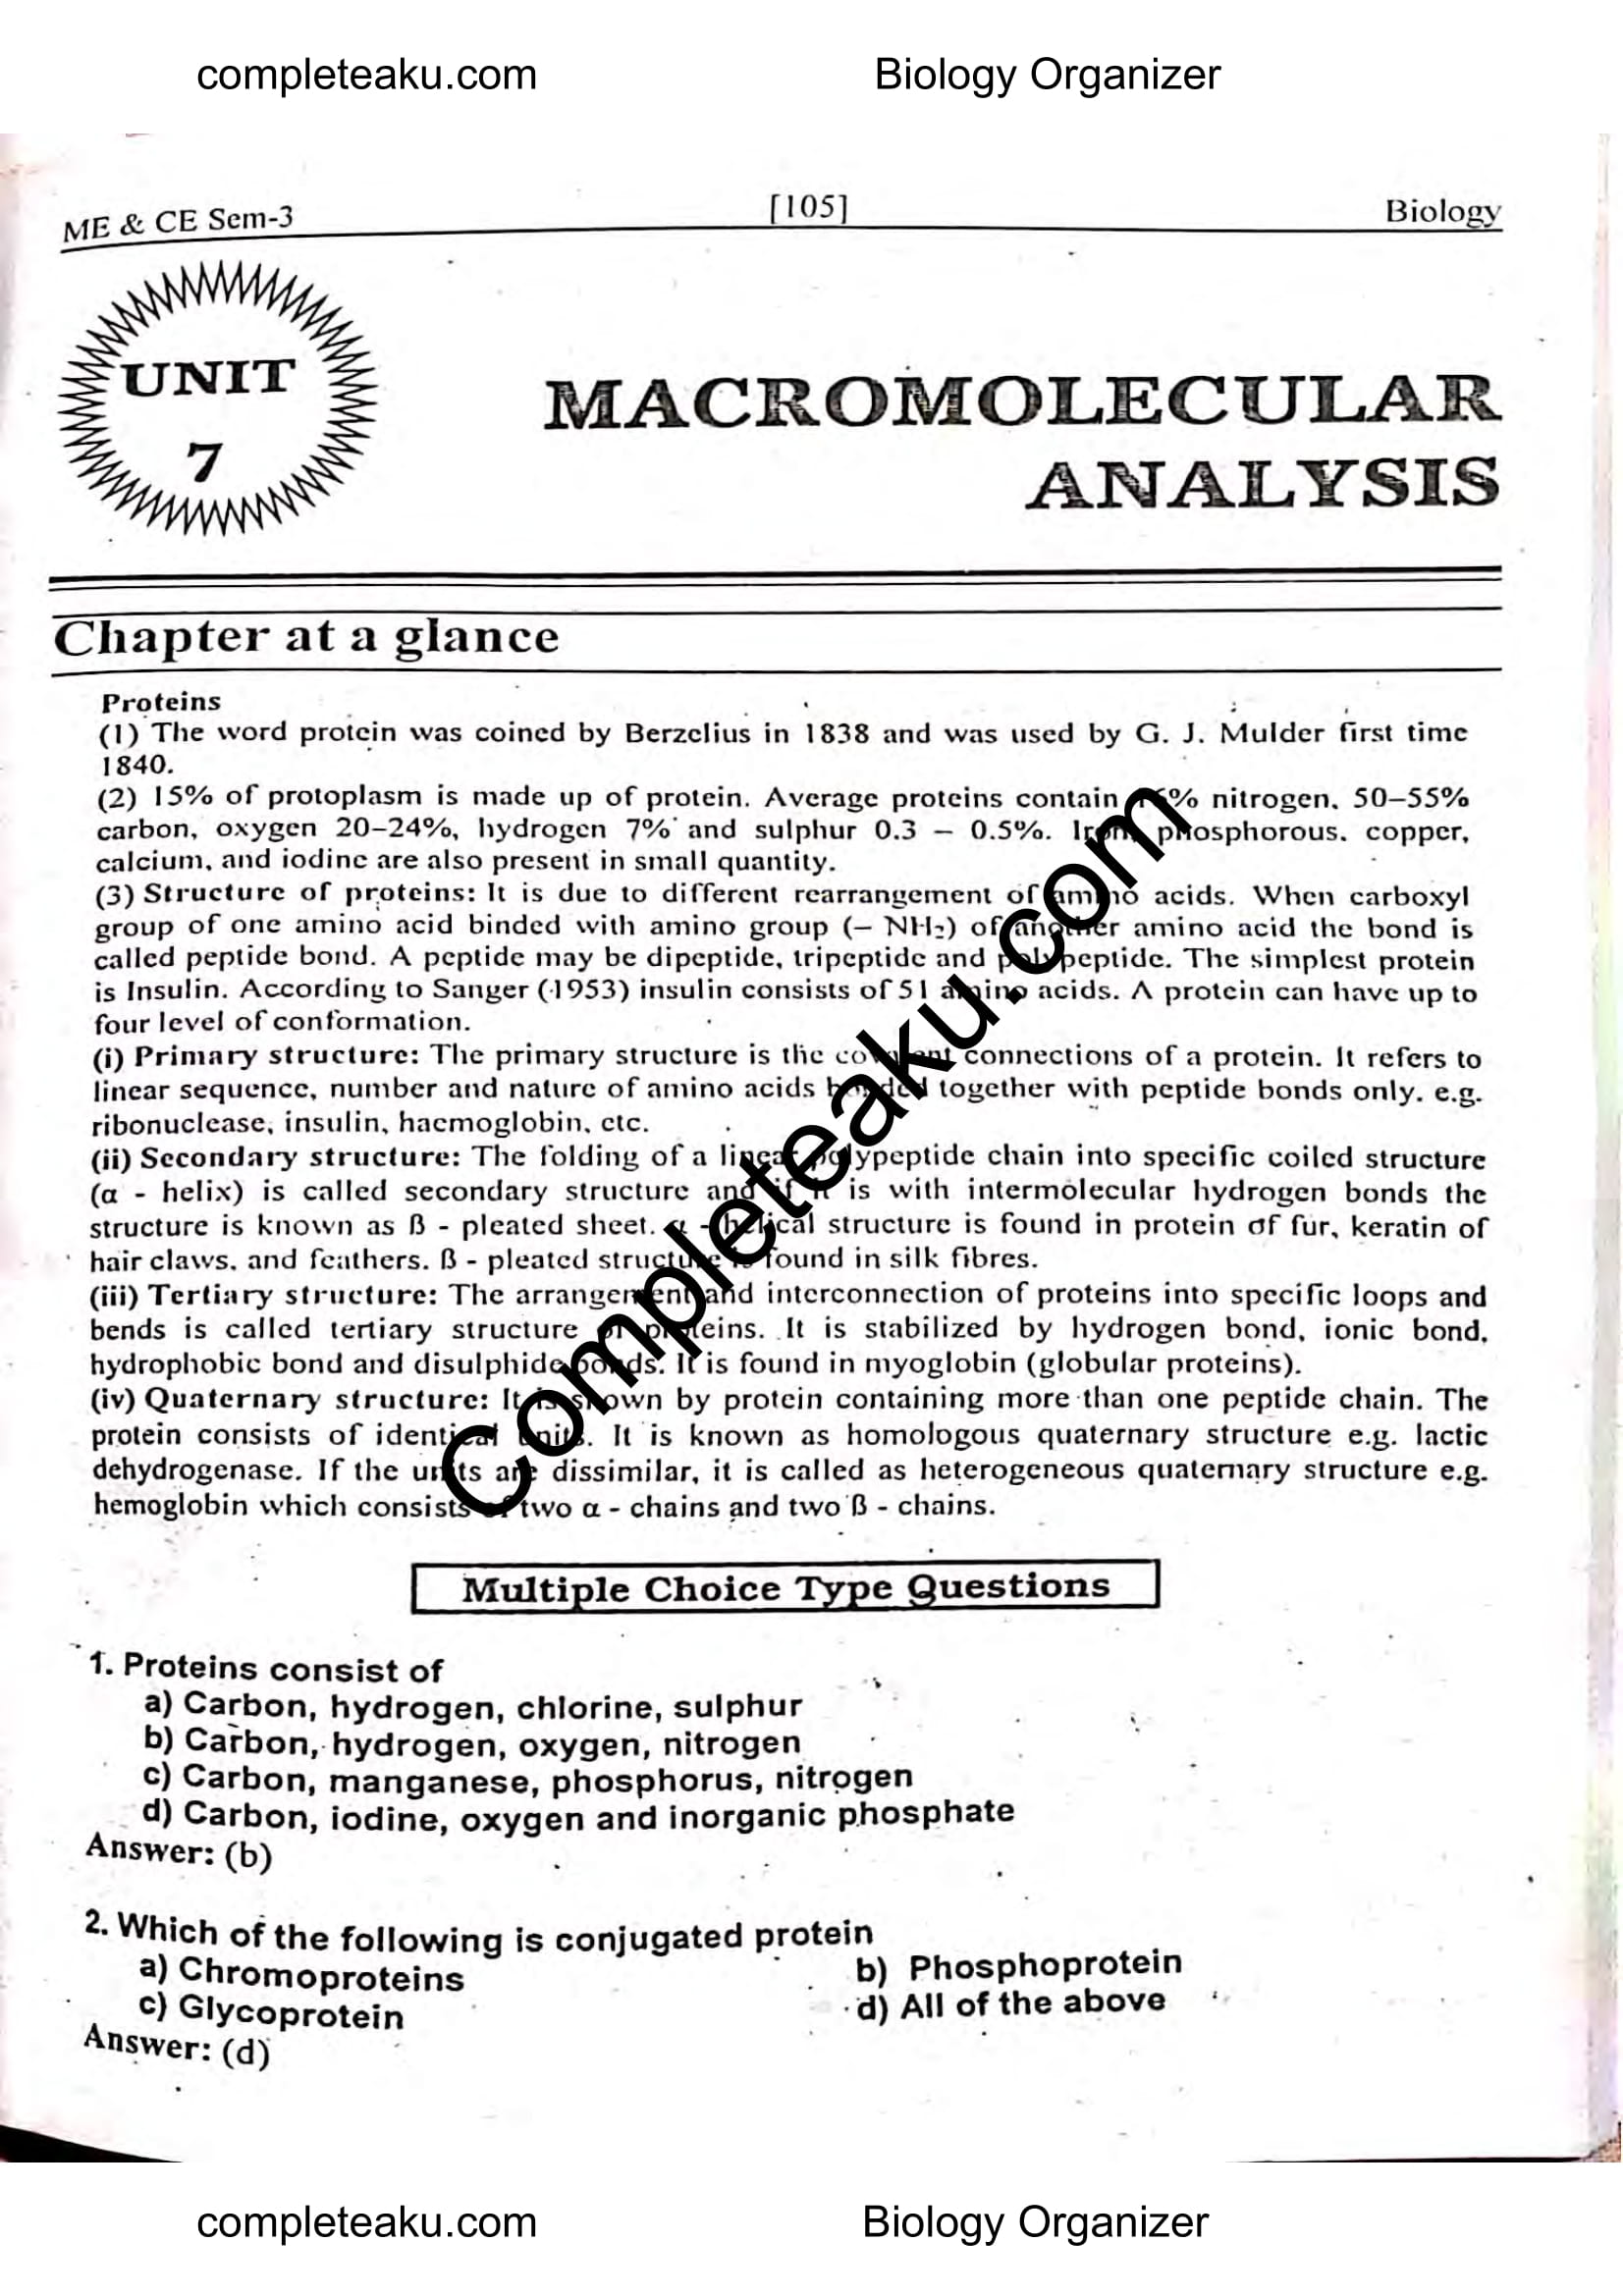 completeaku.com Biology Organizer
ME & CE Sem-3 [105] Biology
UNIT
7
MACROMOLECULAR
ANALYSIS
Chapter at a glance
Proteins
(1) The word protein was coined by Berzelius in 1838 and was used by G. J. Mulder first time
1840.
(2) 15% of protoplasm is made up of protein. Average proteins contain % nitrogen, 50–55%
carbon, oxygen 20–24%, hydrogen 7% and sulphur 0.3 – 0.5%. Iron, phosphorous, copper,
calcium, and iodine are also present in small quantity.
(3) Structure of proteins: It is due to different rearrangement of amino acids. When carboxyl
group of one amino acid binded with amino group (– NH₂) of another amino acid the bond is
called peptide bond. A peptide may be dipeptide, tripeptide and polypeptide. The simplest protein
is Insulin. According to Sanger (1953) insulin consists of 51 amino acids. A protein can have up to
four level of conformation.
(i) Primary structure: The primary structure is the covalent connections of a protein. It refers to
linear sequence, number and nature of amino acids bonded together with peptide bonds only. e.g.
ribonuclease, insulin, haemoglobin, etc.
(ii) Secondary structure: The folding of a linear polypeptide chain into specific coiled structure
(α - helix) is called secondary structure and if it is with intermolecular hydrogen bonds the
structure is known as ß - pleated sheet. α - helical structure is found in protein of fur, keratin of
hair claws, and feathers. ß - pleated structure is found in silk fibres.
(iii) Tertiary structure: The arrangement and interconnection of proteins into specific loops and
bends is called tertiary structure of proteins. It is stabilized by hydrogen bond, ionic bond,
hydrophobic bond and disulphide bonds. It is found in myoglobin (globular proteins).
(iv) Quaternary structure: It is shown by protein containing more than one peptide chain. The
protein consists of identical units. It is known as homologous quaternary structure e.g. lactic
dehydrogenase. If the units are dissimilar, it is called as heterogeneous quaternary structure e.g.
hemoglobin which consists of two α - chains and two ß - chains.
Completeaku.com
Multiple Choice Type Questions
1. Proteins consist of
a) Carbon, hydrogen, chlorine, sulphur
b) Carbon, hydrogen, oxygen, nitrogen
c) Carbon, manganese, phosphorus, nitrogen
d) Carbon, iodine, oxygen and inorganic phosphate
Answer: (b)
2. Which of the following is conjugated protein
a) Chromoproteins b) Phosphoprotein
c) Glycoprotein d) All of the above
Answer: (d)
completeaku.com Biology Organizer